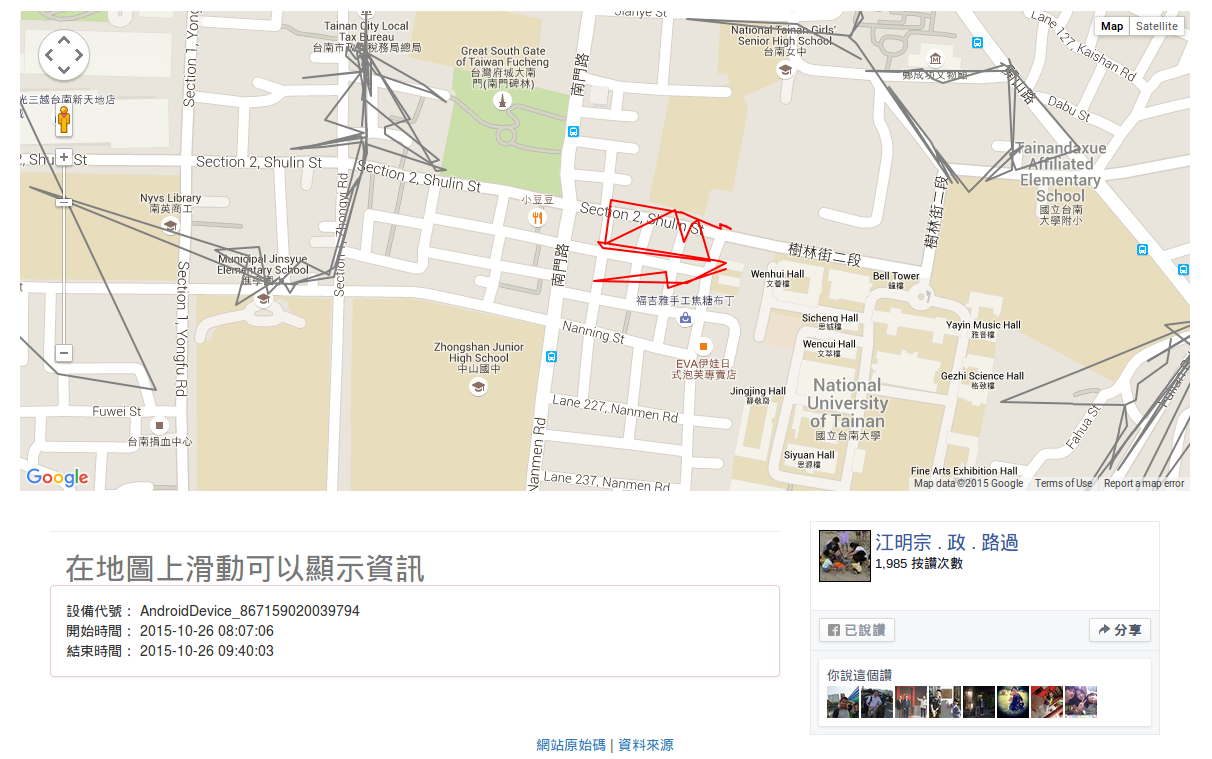 Jianye St
Tainan City Local
Tax Bureau
台南市政府稅務局總局
Great South Gate
of Taiwan Fucheng
台灣府城大南
門(南門碑林)
南門路
National Tainan Girls'
Senior High School
台南女中
鄭成功文物館
Lane 127, Kaishan Rd
Map
Satellite
Dabu St
Section 1, Yong
光三越台南新天地店
2, Shulin St
Section 2, Shulin St
Section 2, Shulin St
Tainandaxue
Affiliated
Elementary
School
國立台南
大學附小
Nyvs Library
南英商工
小豆豆
Section 2, Shulin St
樹林街二段
樹林街二段
Municipal Jinsyue
Elementary School
進學國小
Section 1, Zhongyi Rd
南門路
Wenhui Hall
文薈樓
Bell Tower
鐘樓
Section 1, Yongfu Rd
福吉雅手工焦糖布丁
Sicheng Hall
思誠樓
Yayin Music Hall
雅音樓
Nanning St
Wencui Hall
文萃樓
Zhongshan Junior
High School
中山國中
EVA伊娃日
式泡芙專賣店
Gezhi Science Hall
格致樓
Jingjing Hall
靜敬齋
National
University
of Tainan
國立台南大學
Fuwei St
台南捐血中心
Lane 227, Nanmen Rd
Fahua St
Nanmen Rd
Siyuan Hall
思源樓
Lane 237, Nanmen Rd
Fine Arts Exhibition Hall
Google
Map data ©2015 Google
Terms of Use
Report a map error
在地圖上滑動可以顯示資訊
設備代號： AndroidDevice_867159020039794
開始時間： 2015-10-26 08:07:06
結束時間： 2015-10-26 09:40:03
江明宗 . 政 . 路過
1,985 按讚次數
已說讚
分享
你說這個讚
網站原始碼 | 資料來源